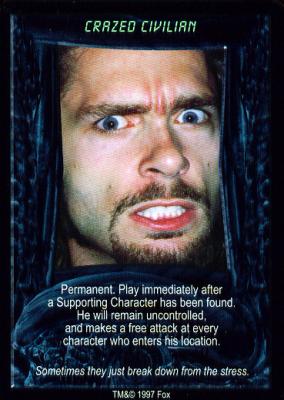 CRAZED CIVILIAN
Permanent. Play immediately after
a Supporting Character has been found.
He will remain uncontrolled,
and makes a free attack at every
character who enters his location.
Sometimes they just break down from the stress.
TM&© 1997 Fox